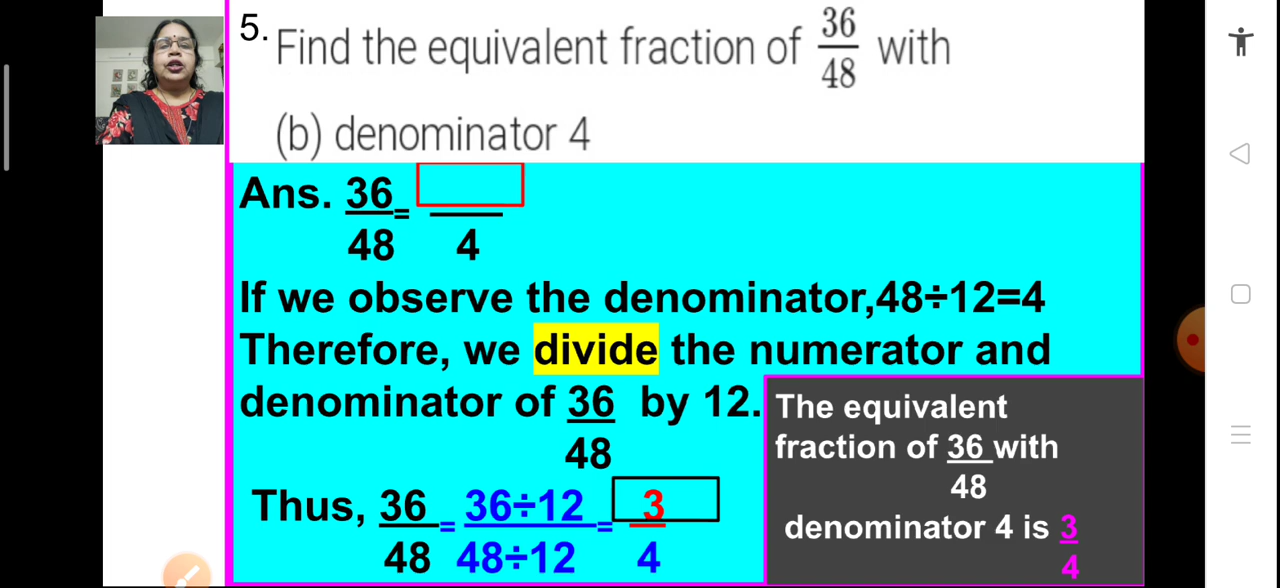 5. Find the equivalent fraction of 36/48 with
(b) denominator 4
Ans. 36/48 = /4
If we observe the denominator,48÷12=4
Therefore, we divide the numerator and
denominator of 36/48 by 12.
Thus, 36/48 = 36÷12/48÷12 = 3/4
The equivalent
fraction of 36/48 with
denominator 4 is 3/4